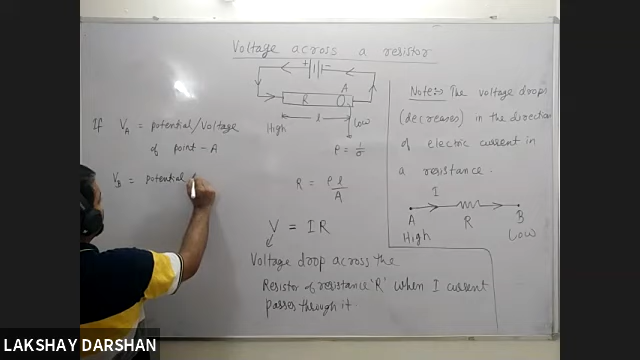 Voltage across a resistor
+ -
A
R
l
High
Low
ρ = 1/σ
If V_A = potential/Voltage
of point - A
V_B = potential
R = ρl/A
V = IR
Voltage drop across the
Resistor of resistance 'R' when I current
passes through it.
Note:- The voltage drops
(decreases) in the direction
of electric current in
a resistance.
I
A R B
High Low
LAKSHAY DARSHAN